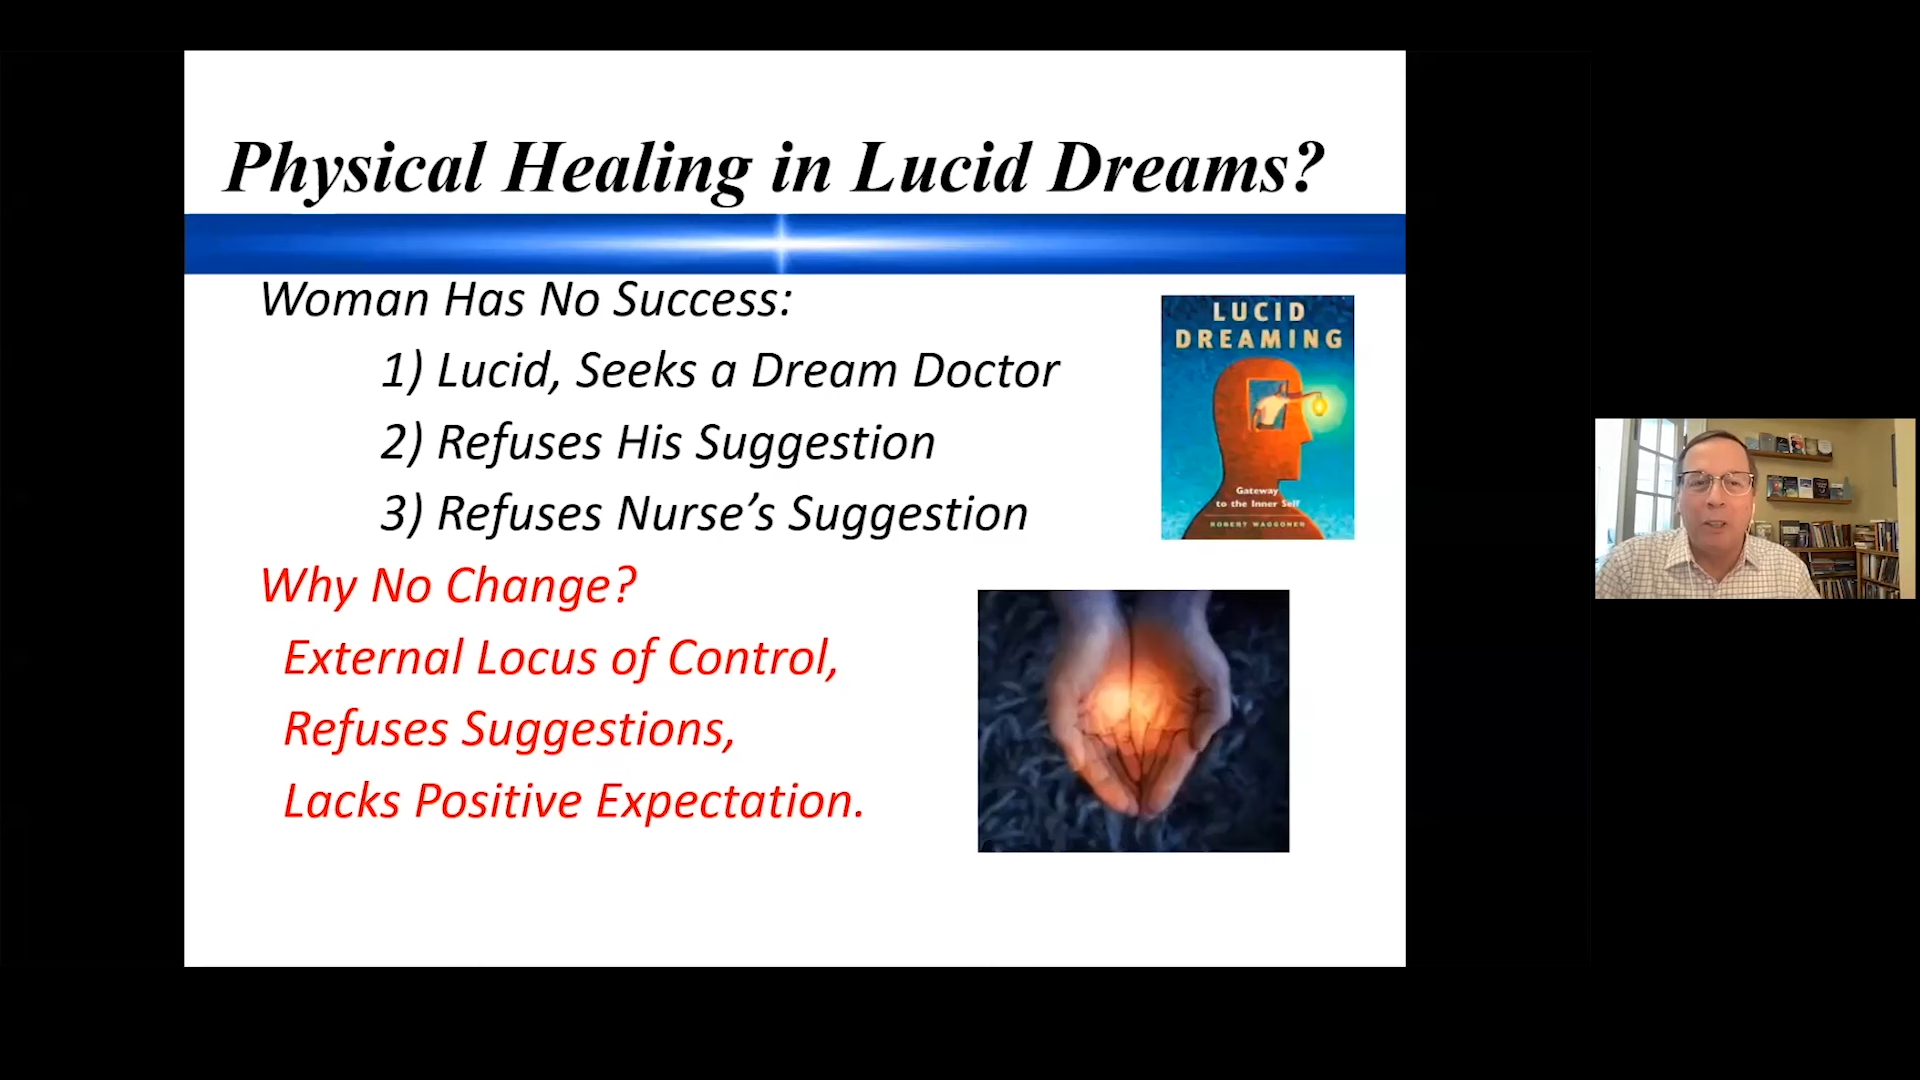 Physical Healing in Lucid Dreams?
Woman Has No Success:
1) Lucid, Seeks a Dream Doctor
2) Refuses His Suggestion
3) Refuses Nurse's Suggestion
Why No Change?
External Locus of Control,
Refuses Suggestions,
Lacks Positive Expectation.
LUCID
DREAMING
Gateway
to the Inner Self
ROBERT WAGGONER